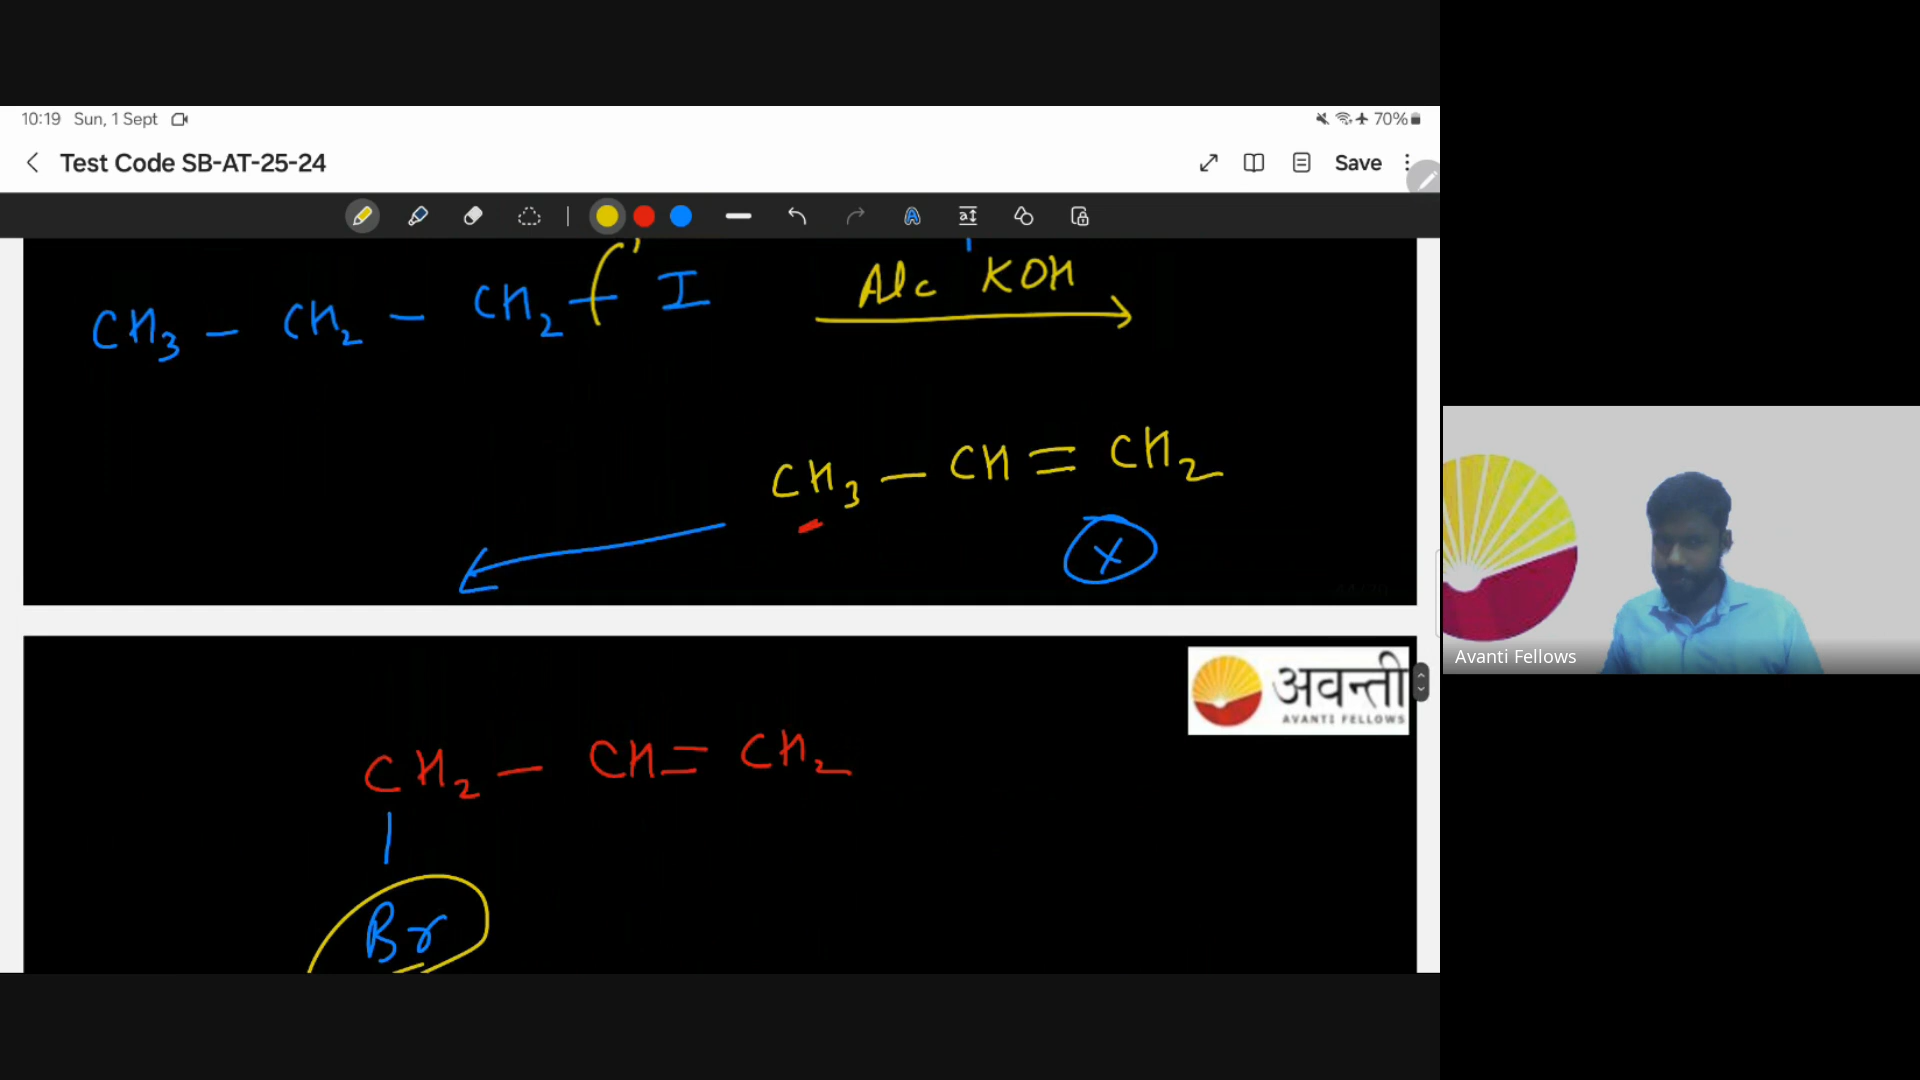 10:19 Sun, 1 Sept
70%
Test Code SB-AT-25-24
Save
CH3 - CH2 - CH2 - I
Alc KOH
CH3 - CH = CH2
X
अवन्ती
AVANTI FELLOWS
CH2 - CH = CH2
|
Br
Avanti Fellows